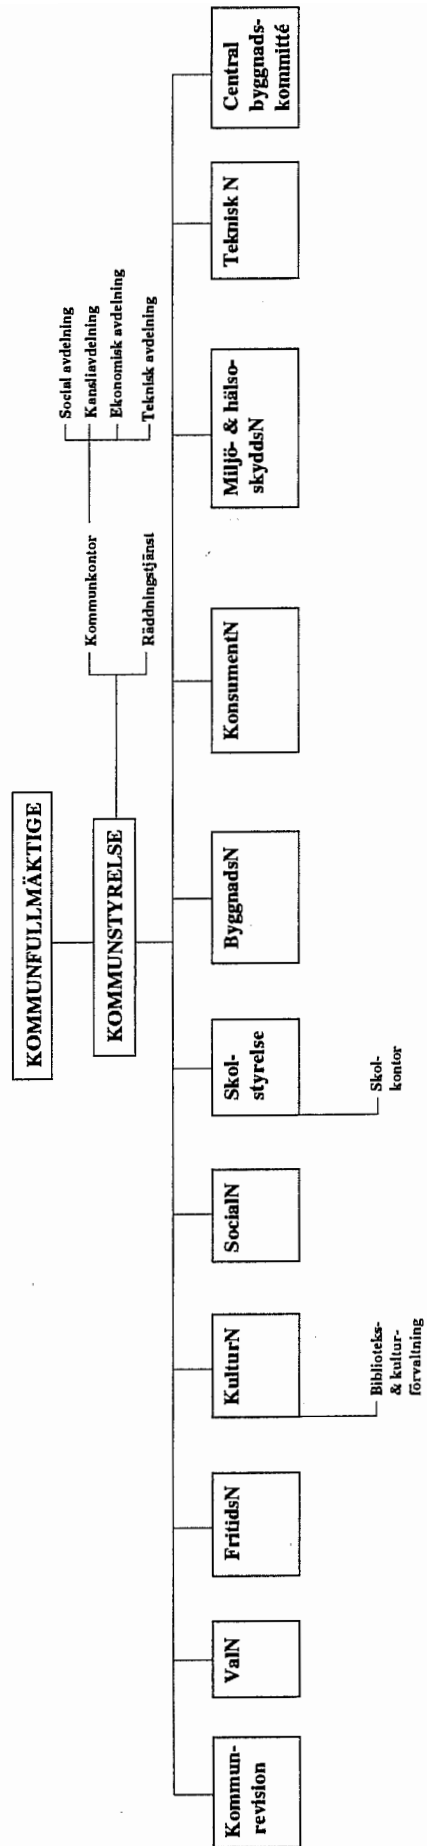 KOMMUNFULLMÄKTIGE
KOMMUNSTYRELSE
Kommunkontor
Räddningstjänst
Social avdelning
Kansliavdelning
Ekonomisk avdelning
Teknisk avdelning
Kommun-
revision
ValN
FritidsN
KulturN
SocialN
Skol-
styrelse
ByggnadsN
KonsumentN
Miljö- & hälso-
skyddsN
Teknisk N
Central
byggnads-
kommitté
Biblioteks-
& kultur-
förvaltning
Skol-
kontor